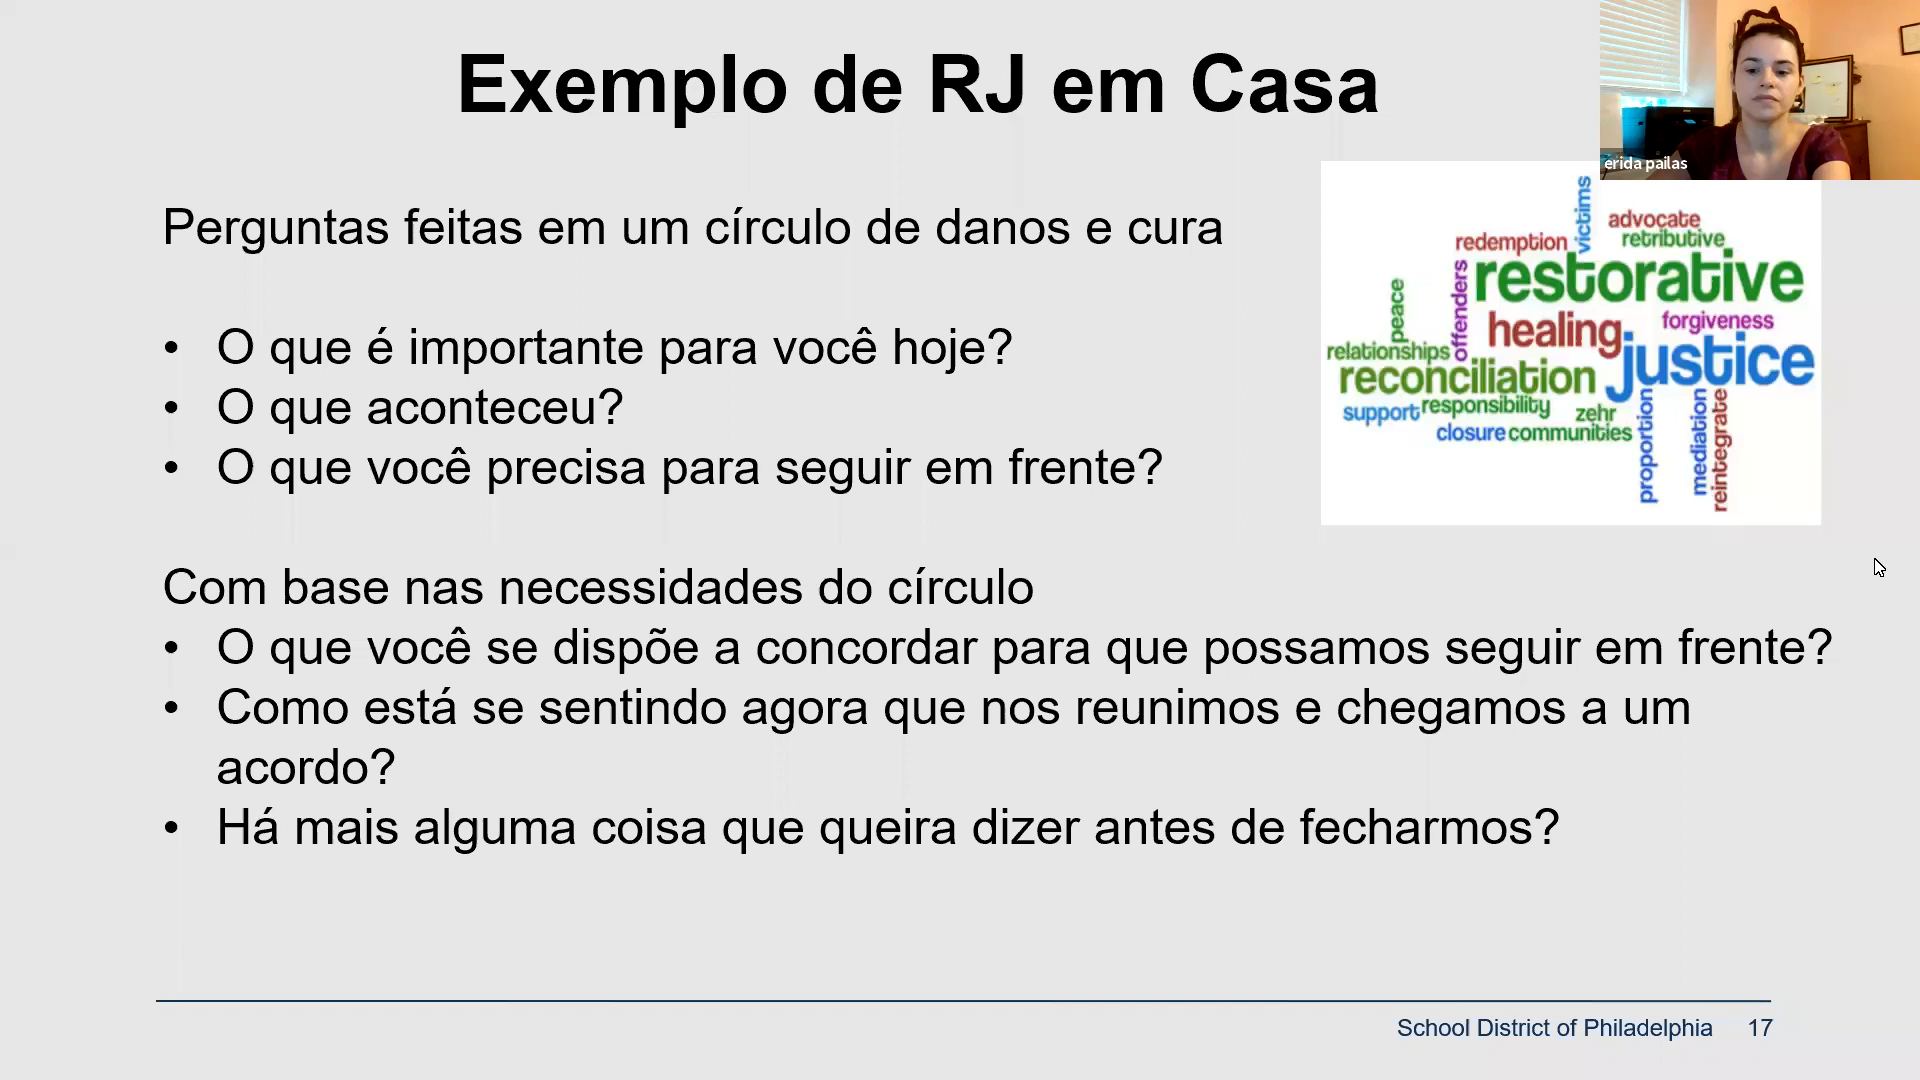 Exemplo de RJ em Casa
erida pailas
Perguntas feitas em um círculo de danos e cura
• O que é importante para você hoje?
• O que aconteceu?
• O que você precisa para seguir em frente?
Com base nas necessidades do círculo
• O que você se dispõe a concordar para que possamos seguir em frente?
• Como está se sentindo agora que nos reunimos e chegamos a um
acordo?
• Há mais alguma coisa que queira dizer antes de fecharmos?
victims
advocate
redemption
retributive
offenders
restorative
peace
healing
forgiveness
relationships
justice
reconciliation
support
responsibility
zehr
closure
communities
proportion
mediation
reintegrate
School District of Philadelphia 17